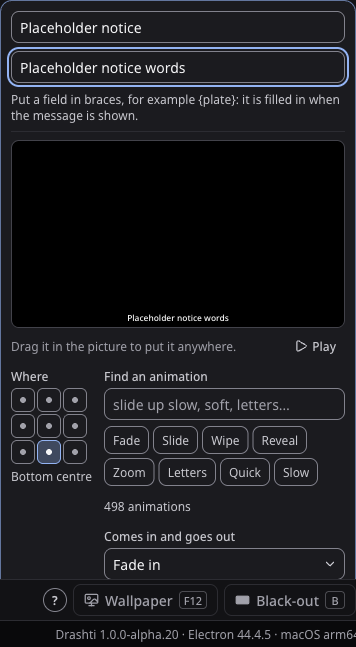 Placeholder notice
Placeholder notice words
Put a field in braces, for example {plate}: it is filled in when
the message is shown.
Placeholder notice words
Drag it in the picture to put it anywhere.
Play
Where
Bottom centre
Find an animation
slide up slow, soft, letters...
Fade
Slide
Wipe
Reveal
Zoom
Letters
Quick
Slow
498 animations
Comes in and goes out
Fade in
?
Wallpaper F12
Black-out B
Drashti 1.0.0-alpha.20 · Electron 44.4.5 · macOS arm64